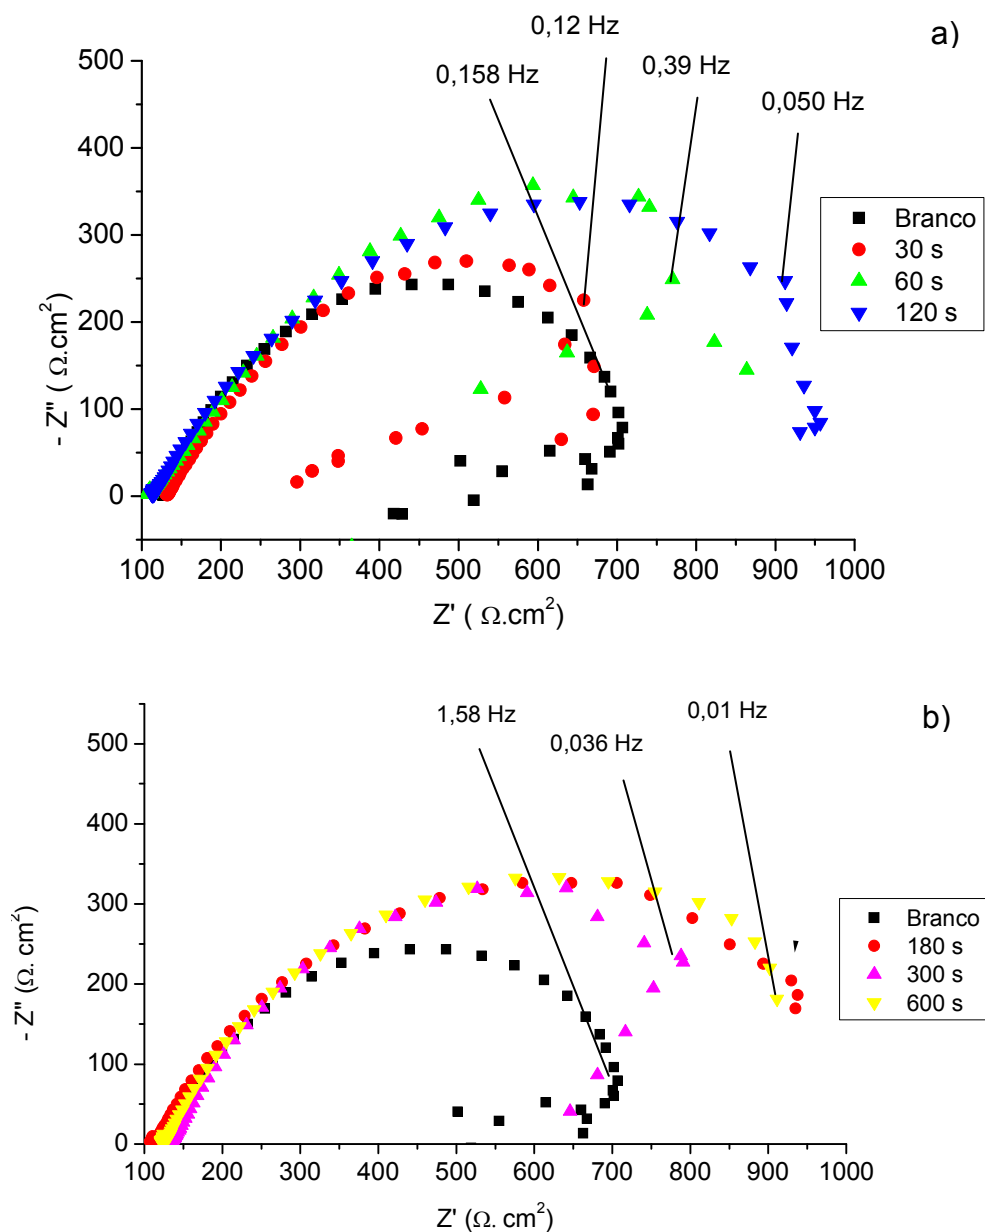 a)
0,12 Hz
0,158 Hz
0,39 Hz
0,050 Hz
500
400
300
200
100
0
- Z" ( Ω.cm²)
Branco
30 s
60 s
120 s
100 200 300 400 500 600 700 800 900 1000
Z' ( Ω.cm²)
b)
1,58 Hz
0,036 Hz
0,01 Hz
500
400
300
200
100
0
- Z" (Ω. cm²)
Branco
180 s
300 s
600 s
100 200 300 400 500 600 700 800 900 1000
Z' (Ω. cm²)